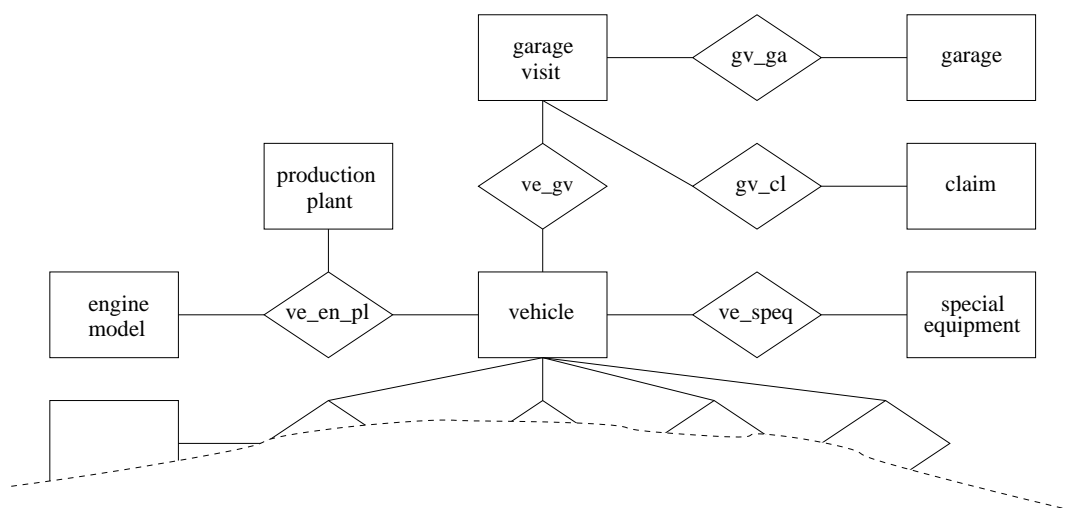 garage
visit
gv_ga
garage
production
plant
ve_gv
gv_cl
claim
engine
model
ve_en_pl
vehicle
ve_speq
special
equipment